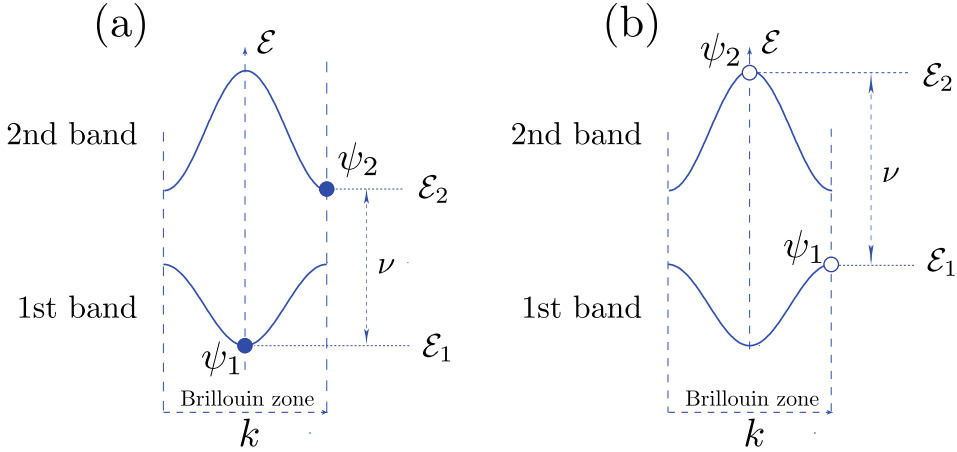 (a)
ℰ
2nd band
ψ₂
ℰ₂
ν
1st band
ψ₁
ℰ₁
Brillouin zone
k
(b)
ψ₂
ℰ
ℰ₂
2nd band
ν
ψ₁
ℰ₁
1st band
Brillouin zone
k